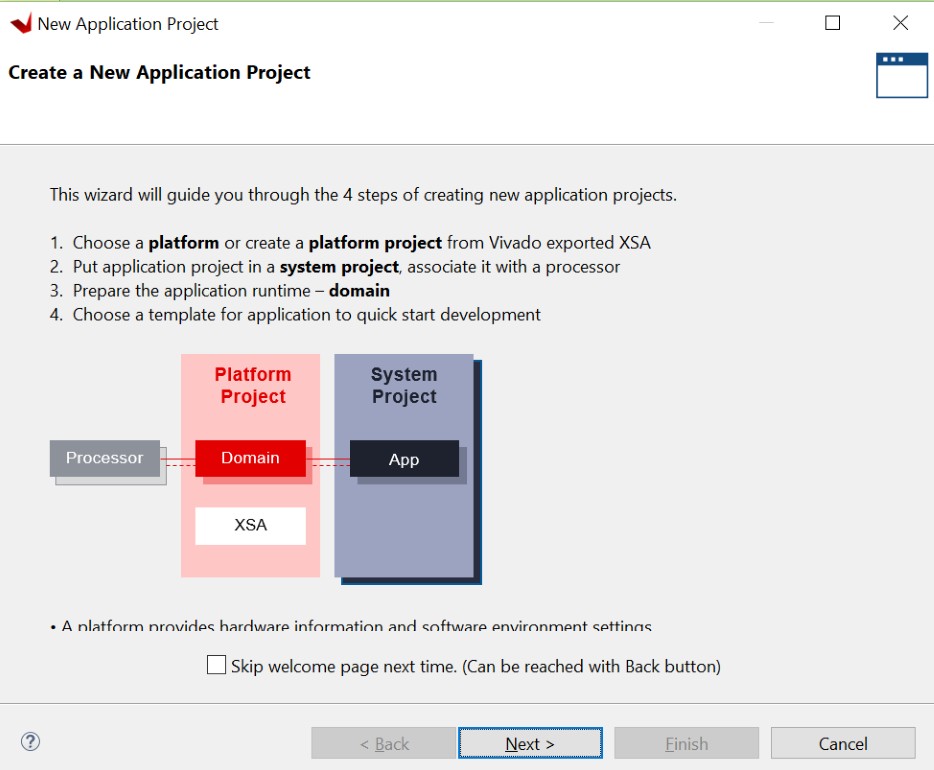 New Application Project
Create a New Application Project
This wizard will guide you through the 4 steps of creating new application projects.
1. Choose a platform or create a platform project from Vivado exported XSA
2. Put application project in a system project, associate it with a processor
3. Prepare the application runtime – domain
4. Choose a template for application to quick start development
Platform
Project
System
Project
Processor
Domain
App
XSA
• A platform provides hardware information and software environment settings.
Skip welcome page next time. (Can be reached with Back button)
?
< Back
Next >
Finish
Cancel